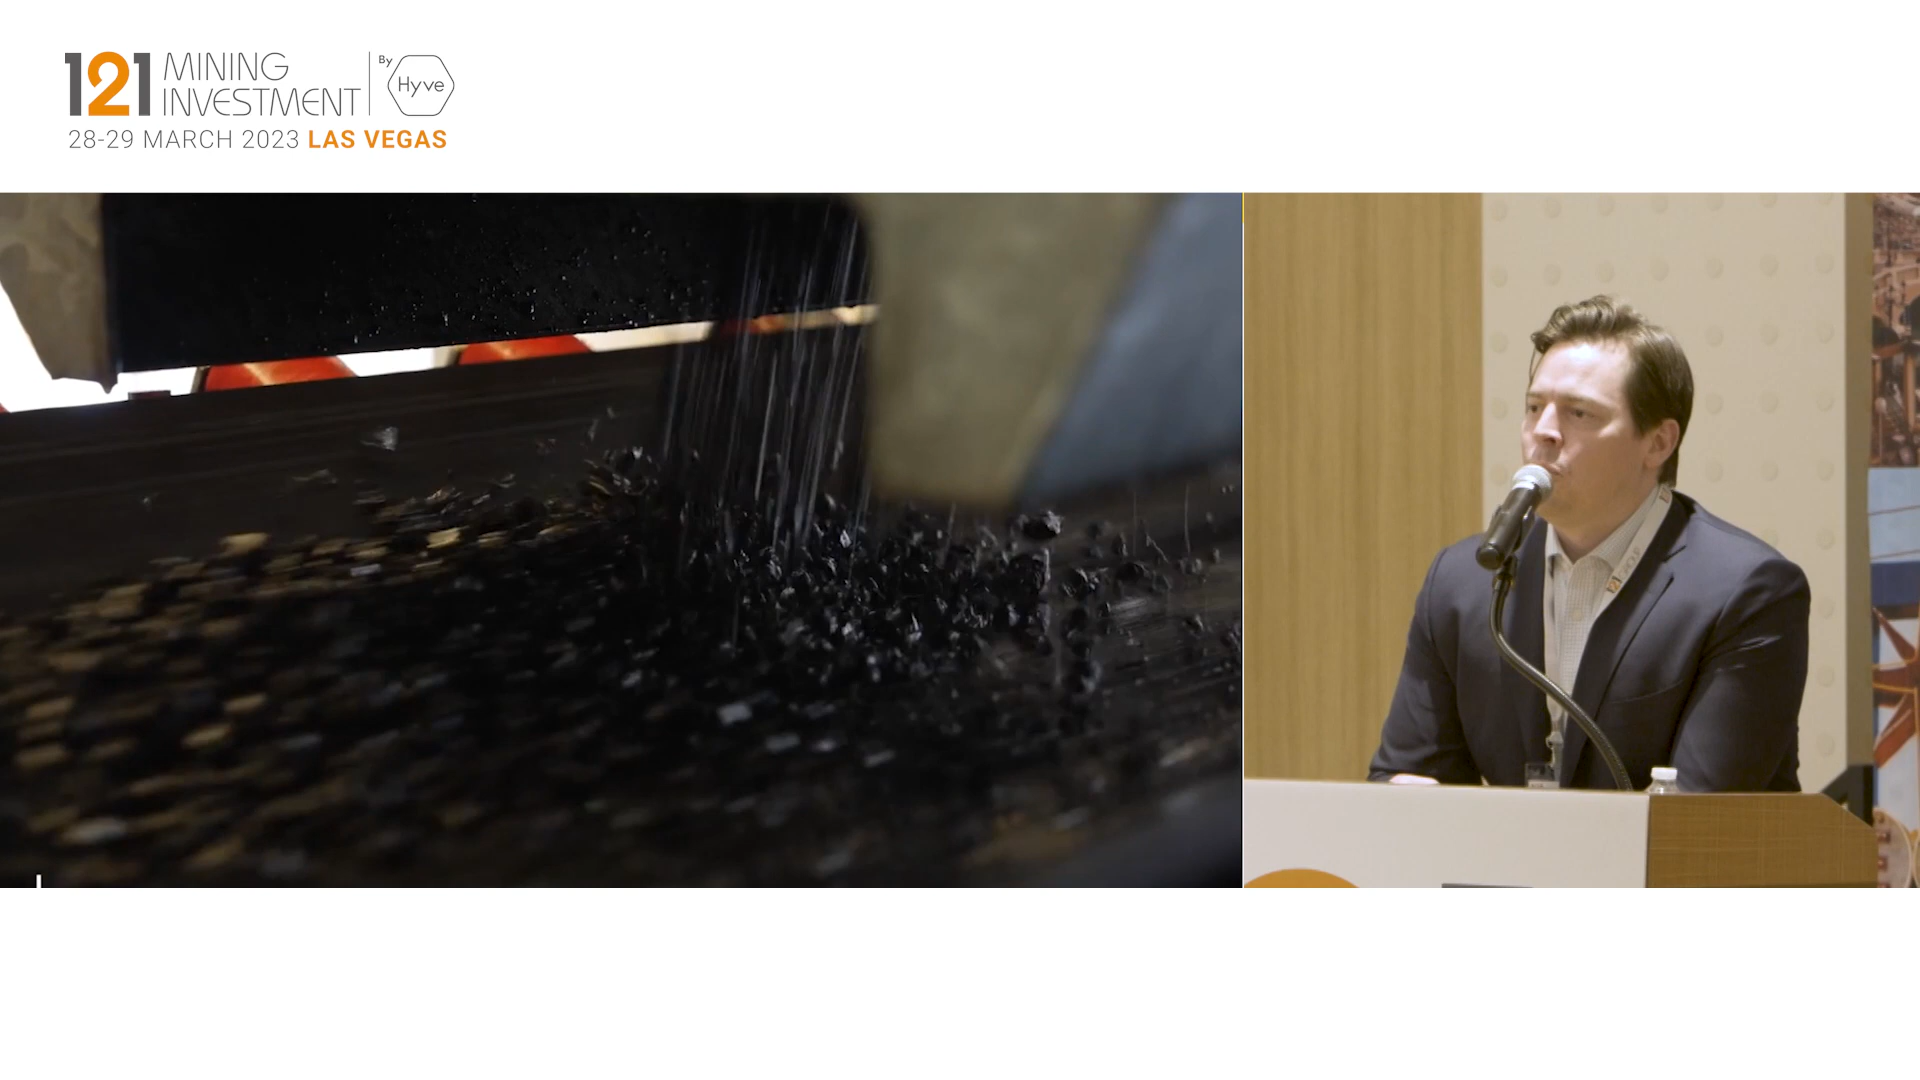 121 MINING INVESTMENT By Hyve
28-29 MARCH 2023 LAS VEGAS